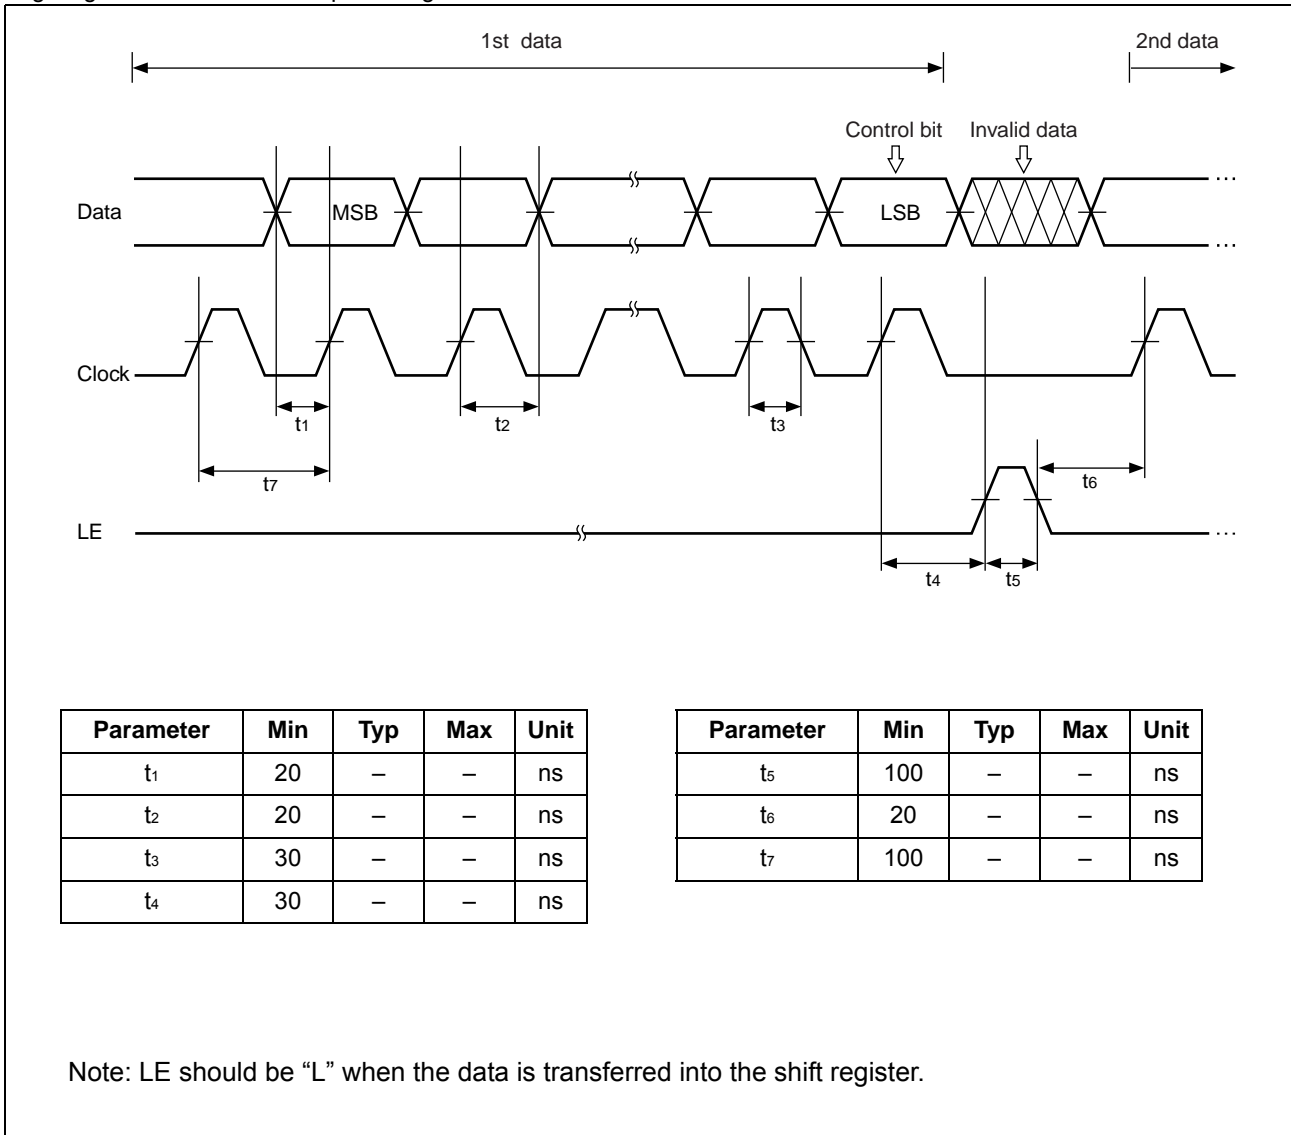 1st data
2nd data
Control bit
Invalid data
Data
MSB
LSB
Clock
t1
t2
t3
t7
t6
LE
t4
t5
Parameter Min Typ Max Unit
t1 20 – – ns
t2 20 – – ns
t3 30 – – ns
t4 30 – – ns
Parameter Min Typ Max Unit
t5 100 – – ns
t6 20 – – ns
t7 100 – – ns
Note: LE should be “L” when the data is transferred into the shift register.